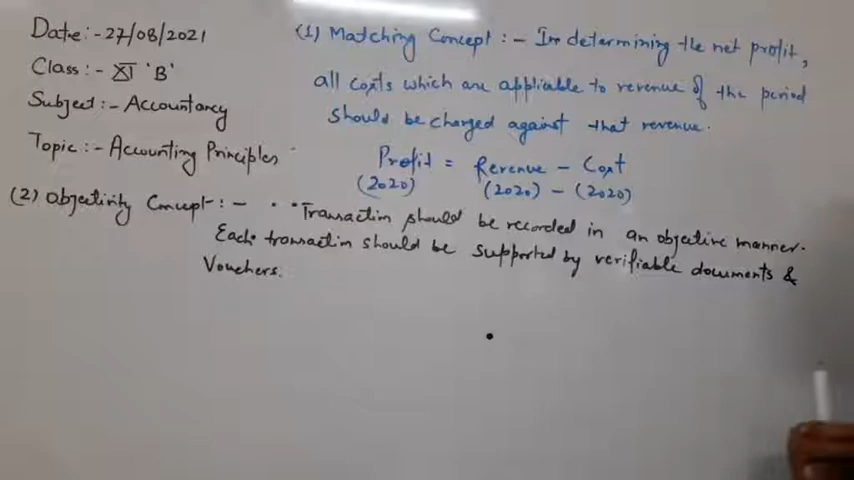 Date:-27/08/2021
Class:- XI 'B'
Subject:- Accountancy
Topic:- Accounting Principles
(1) Matching Concept:- In determining the net profit,
all costs which are appliable to revenue of the period
should be charged against that revenue.
Profit = Revenue - Cost
(2020) (2020) - (2020)
(2) Objectivity Concept:- Transaction should be recorded in an objective manner.
Each transaction should be supported by verifiable documents &
Vouchers.